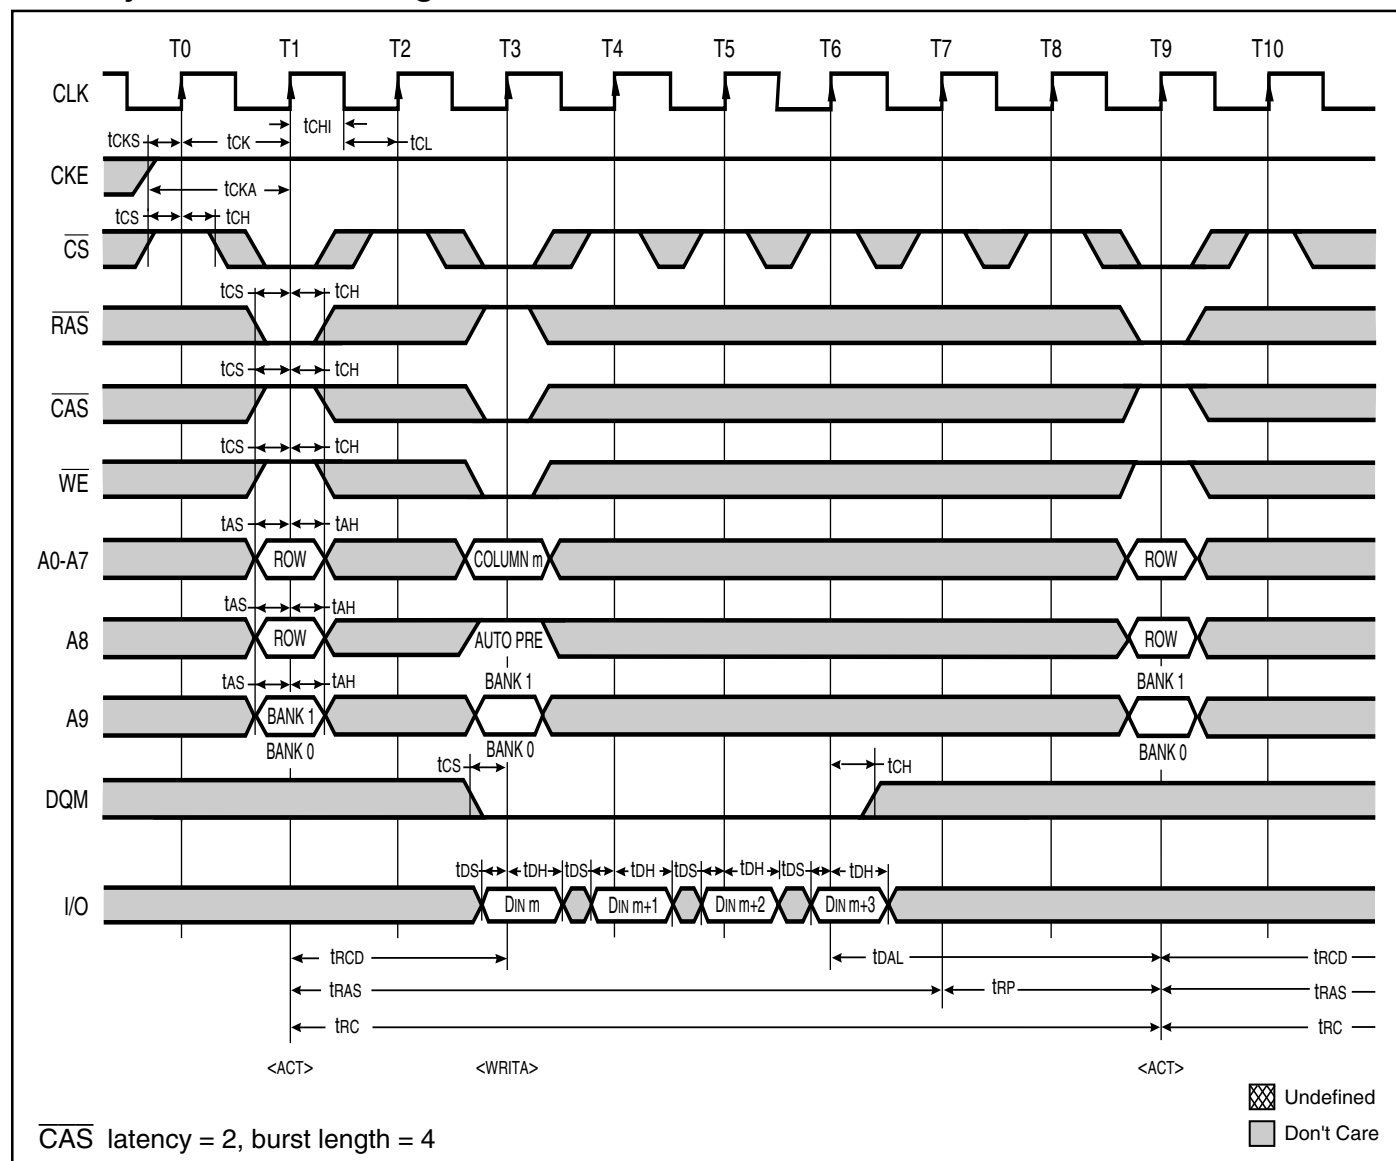 T0 T1 T2 T3 T4 T5 T6 T7 T8 T9 T10
CLK
tCHI
tCKS tCK tCL
CKE
tCKA
tCS tCH
CS
tCS tCH
RAS
tCS tCH
CAS
tCS tCH
WE
tAS tAH
A0-A7 ROW COLUMN m ROW
tAS tAH
A8 ROW AUTO PRE ROW
tAS tAH BANK 1 BANK 1
A9 BANK 1
BANK 0 BANK 0 BANK 0
tCS tCH
DQM
tDS tDH tDS tDH tDS tDH tDS tDH
I/O DIN m DIN m+1 DIN m+2 DIN m+3
tRCD tDAL tRCD
tRAS tRP tRAS
tRC tRC
<ACT> <WRITA> <ACT>
Undefined
Don't Care
CAS latency = 2, burst length = 4